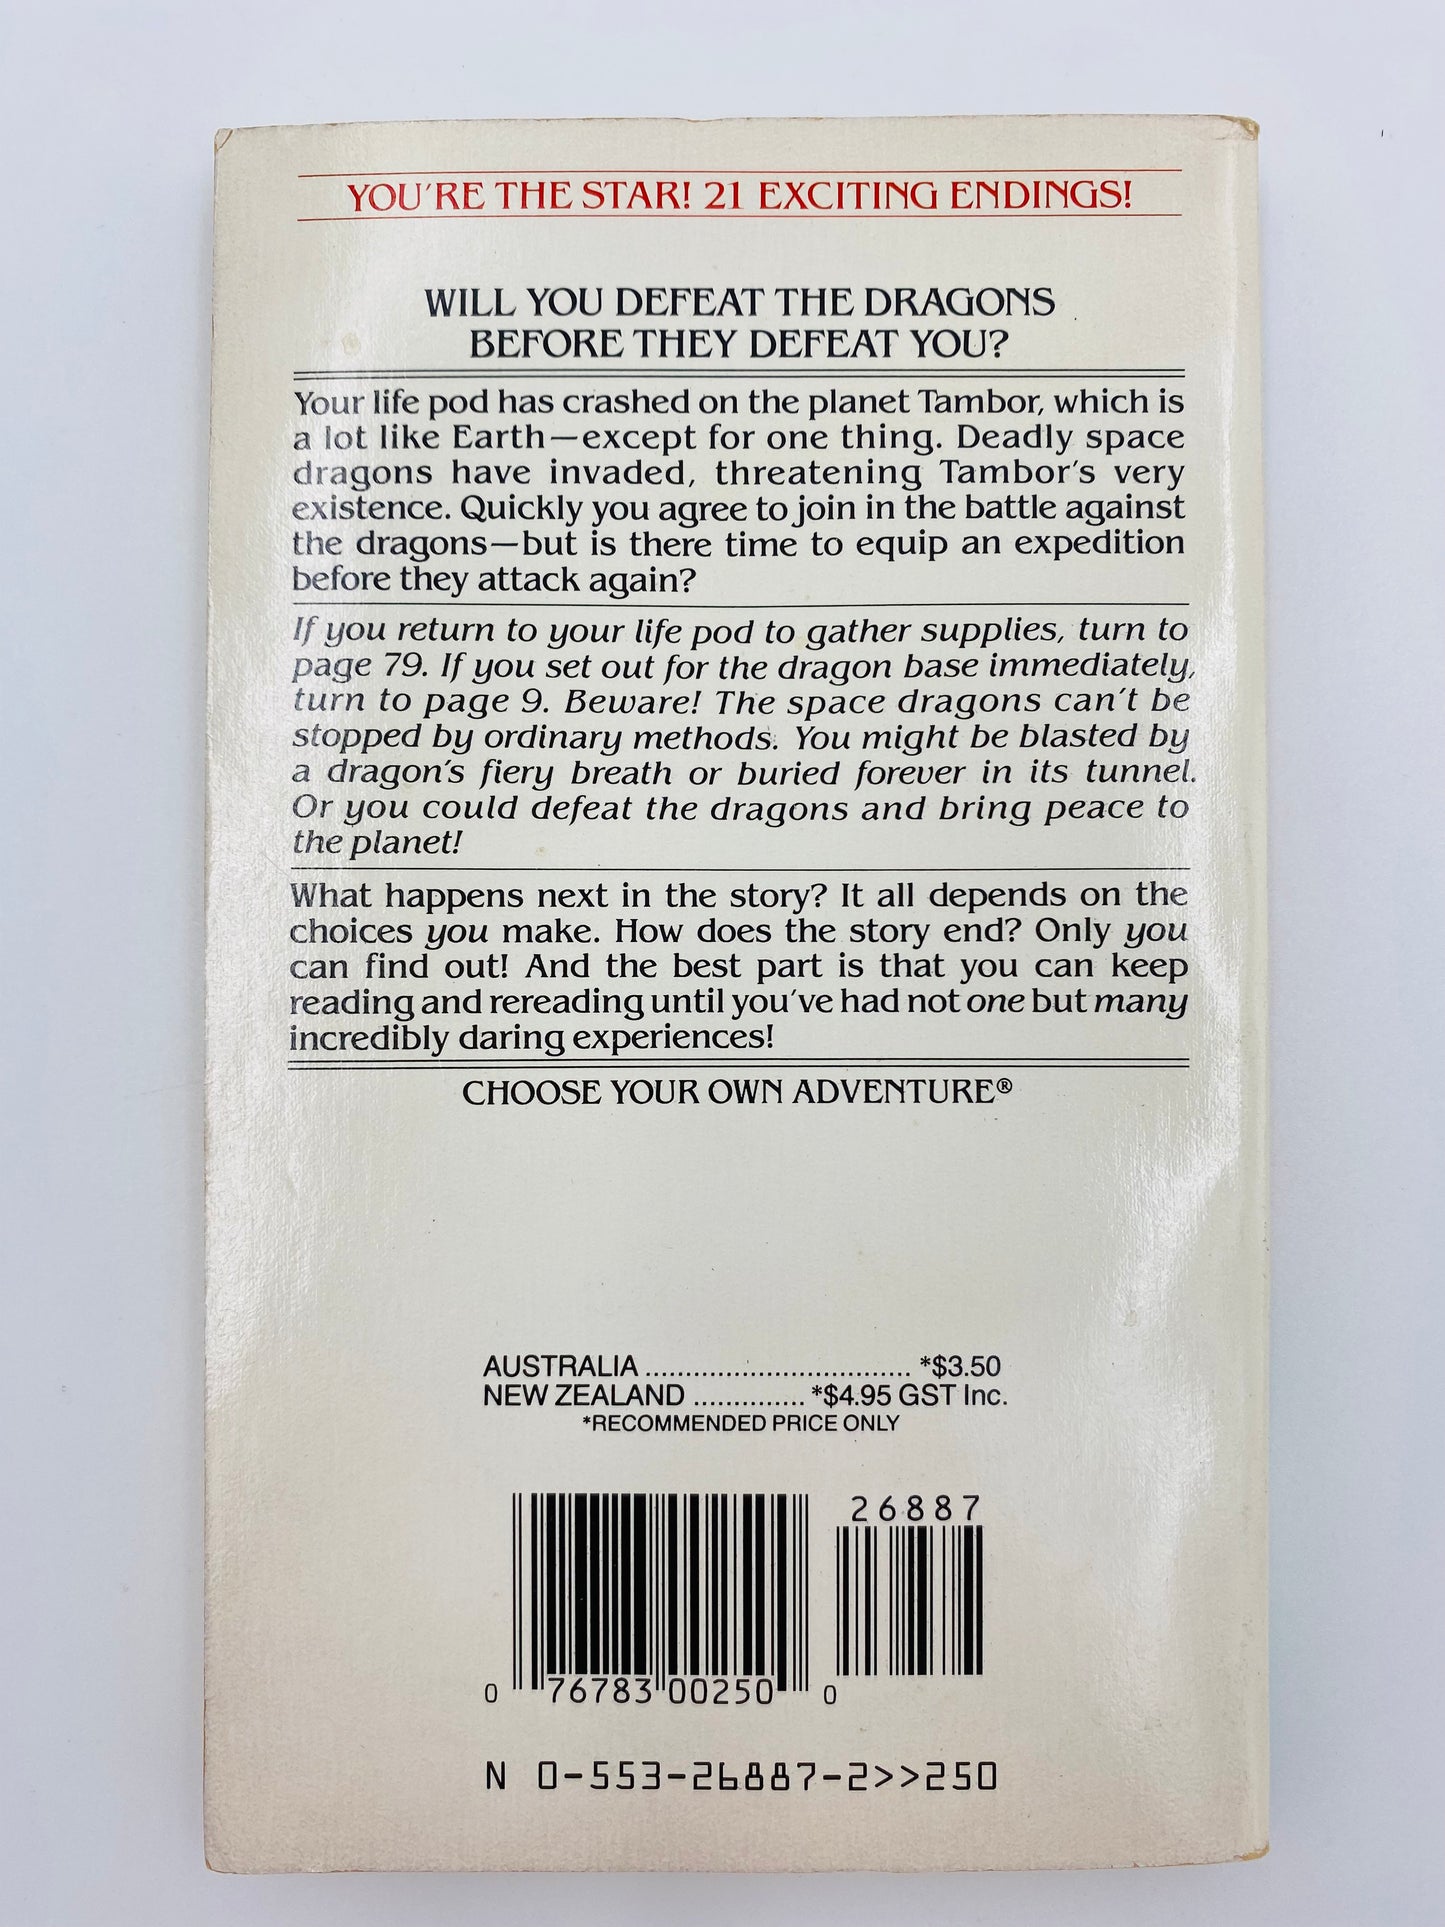 YOU'RE THE STAR! 21 EXCITING ENDINGS!
WILL YOU DEFEAT THE DRAGONS
BEFORE THEY DEFEAT YOU?
Your life pod has crashed on the planet Tambor, which is
a lot like Earth—except for one thing. Deadly space
dragons have invaded, threatening Tambor's very
existence. Quickly you agree to join in the battle against
the dragons—but is there time to equip an expedition
before they attack again?
If you return to your life pod to gather supplies, turn to
page 79. If you set out for the dragon base immediately,
turn to page 9. Beware! The space dragons can't be
stopped by ordinary methods. You might be blasted by
a dragon's fiery breath or buried forever in its tunnel.
Or you could defeat the dragons and bring peace to
the planet!
What happens next in the story? It all depends on the
choices you make. How does the story end? Only you
can find out! And the best part is that you can keep
reading and rereading until you've had not one but many
incredibly daring experiences!
CHOOSE YOUR OWN ADVENTURE®
AUSTRALIA ................................. *$3.50
NEW ZEALAND .............. *$4.95 GST Inc.
*RECOMMENDED PRICE ONLY
26887
0 76783 00250 0
N 0-553-26887-2>>250